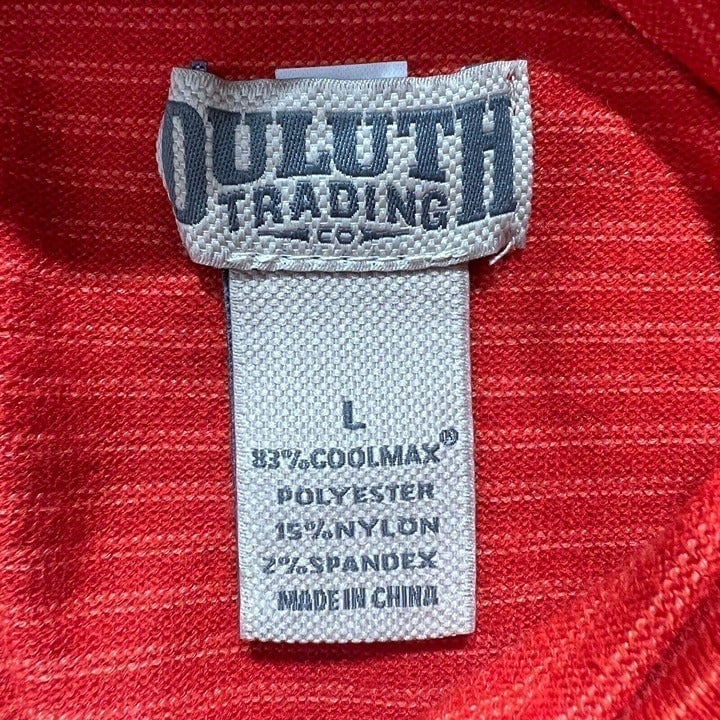 DULUTH
TRADING
CO
L
83%COOLMAX®
POLYESTER
15%NYLON
2%SPANDEX
MADE IN CHINA